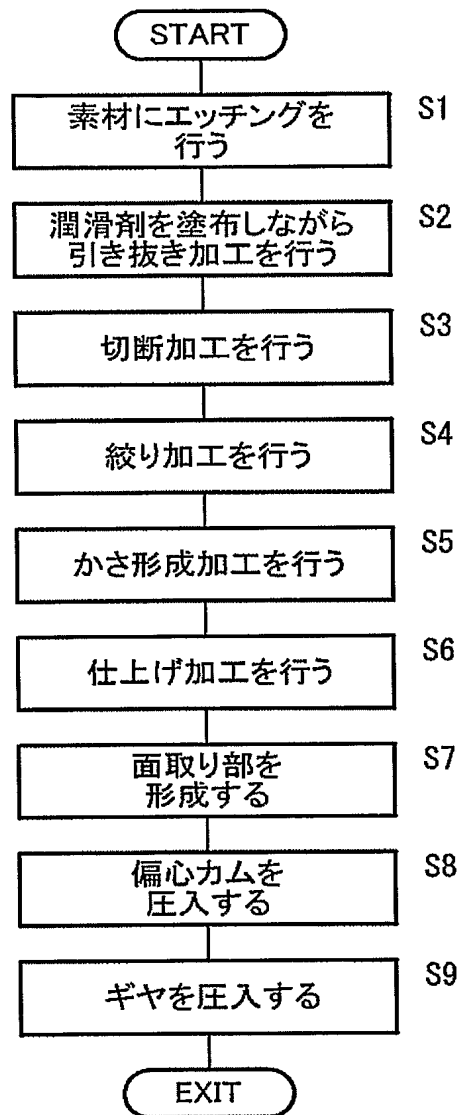 START
素材にエッチングを
行う
S1
潤滑剤を塗布しながら
引き抜き加工を行う
S2
切断加工を行う
S3
絞り加工を行う
S4
かさ形成加工を行う
S5
仕上げ加工を行う
S6
面取り部を
形成する
S7
偏心カムを
圧入する
S8
ギヤを圧入する
S9
EXIT